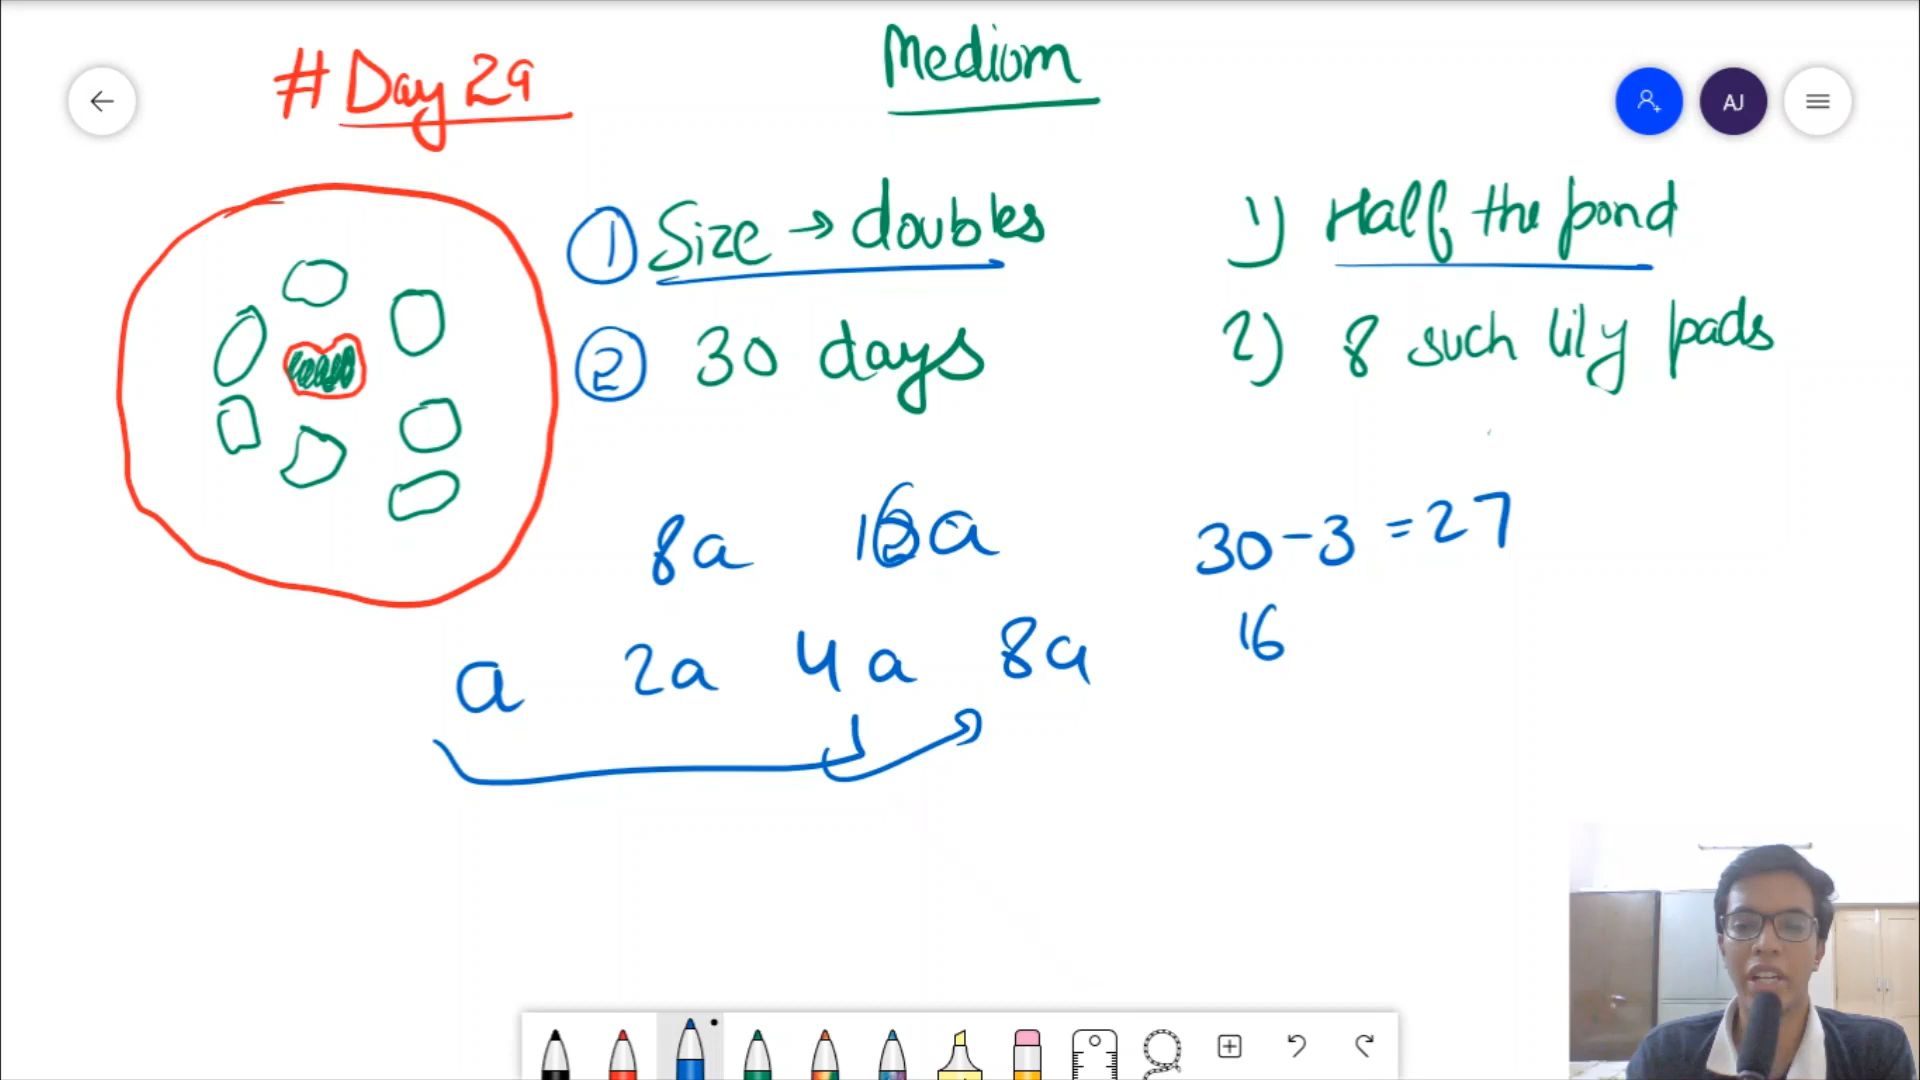 #Day 29
Medium
AJ
① Size → doubles
1) Half the pond
② 30 days
2) 8 such lily pads
8a 16a
30-3 = 27
16
a 2a 4a 8a